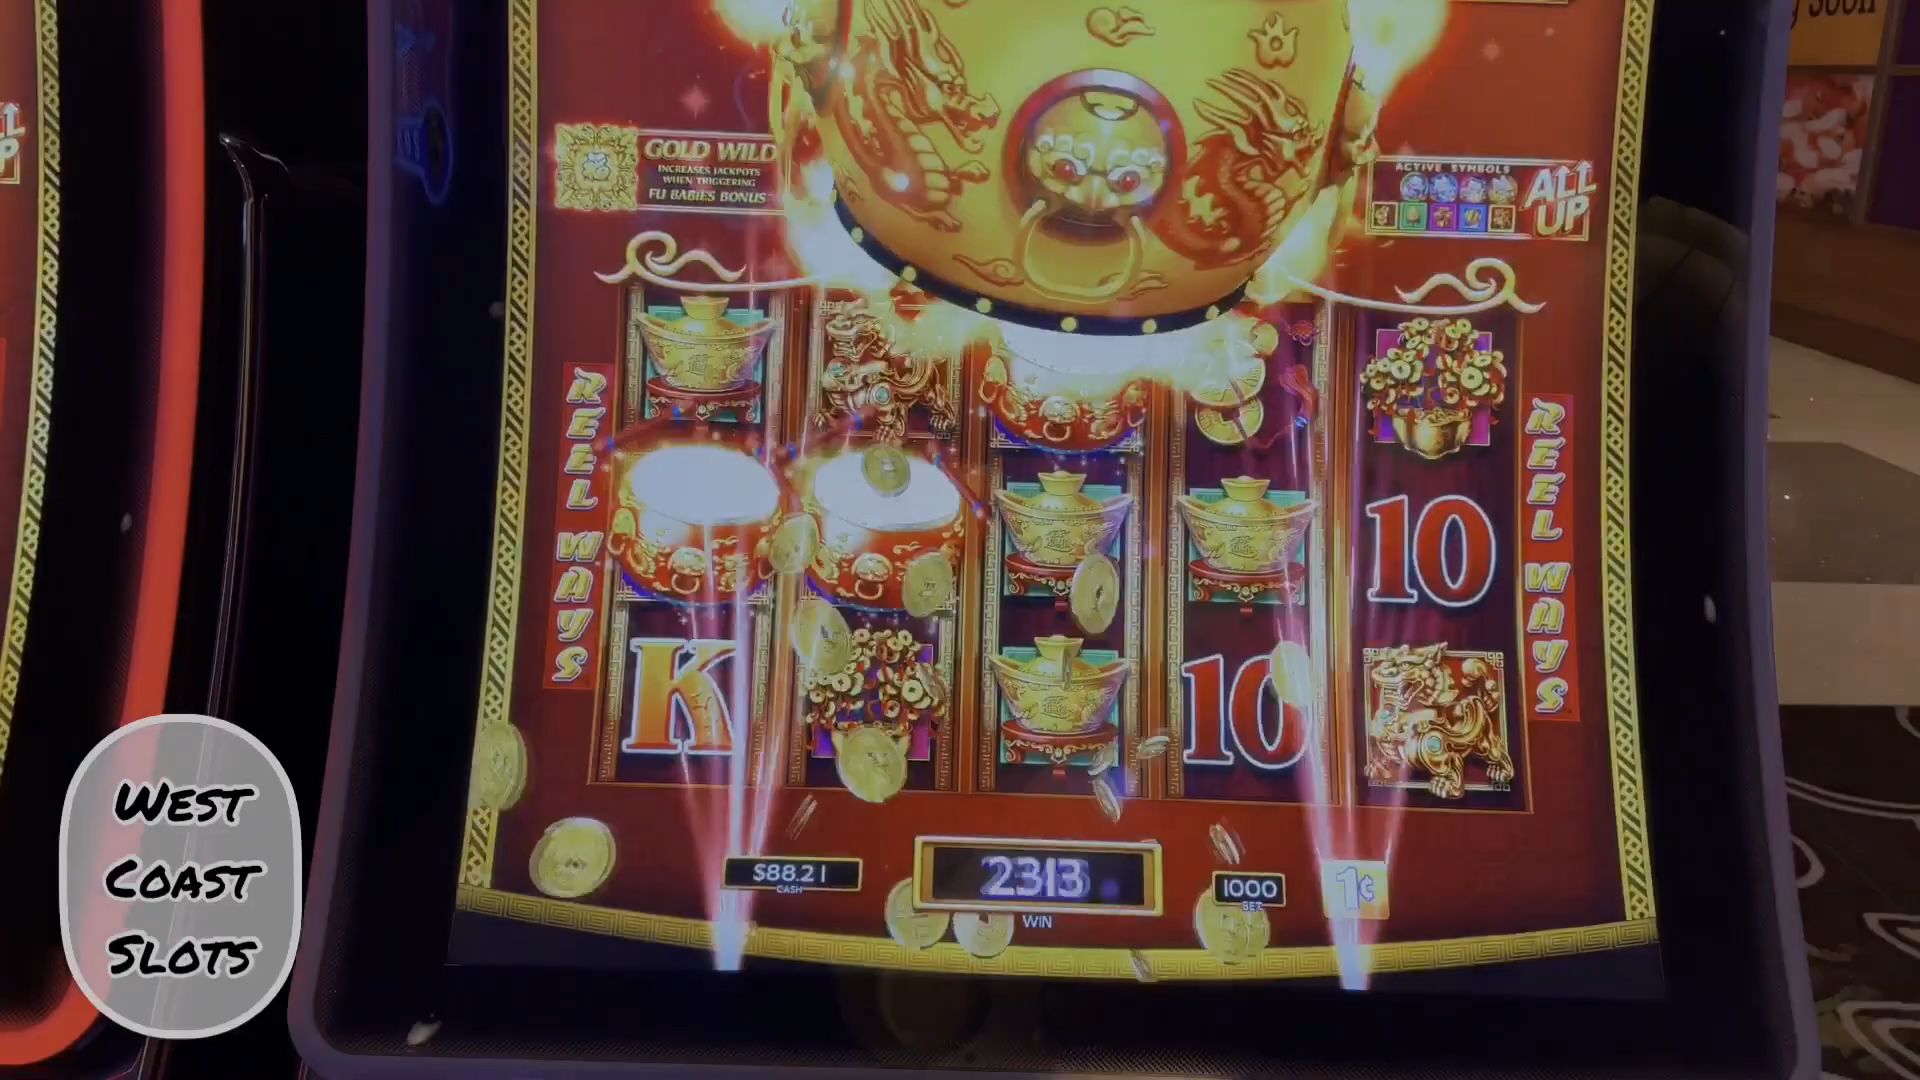 GOLD WILD
INCREASES JACKPOTS
WHEN TRIGGERING
FU BABIES BONUS
ACTIVE SYMBOLS
ALL
UP
REEL WAYS
REEL WAYS
10
K
10
$88.21
CASH
2313
WIN
1000
BET
1¢
WEST
COAST
SLOTS